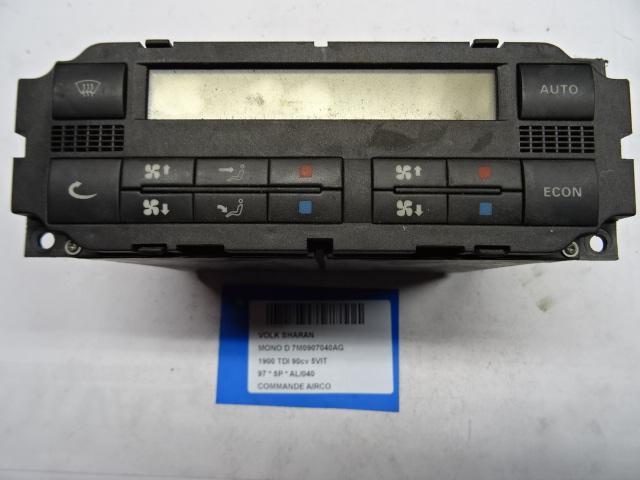 AUTO
ECON
VOLK SHARAN
MONO D 7M0907040AG
1900 TDI 90cv 5VIT
97 * 5P * AL/040
COMMANDE AIRCO